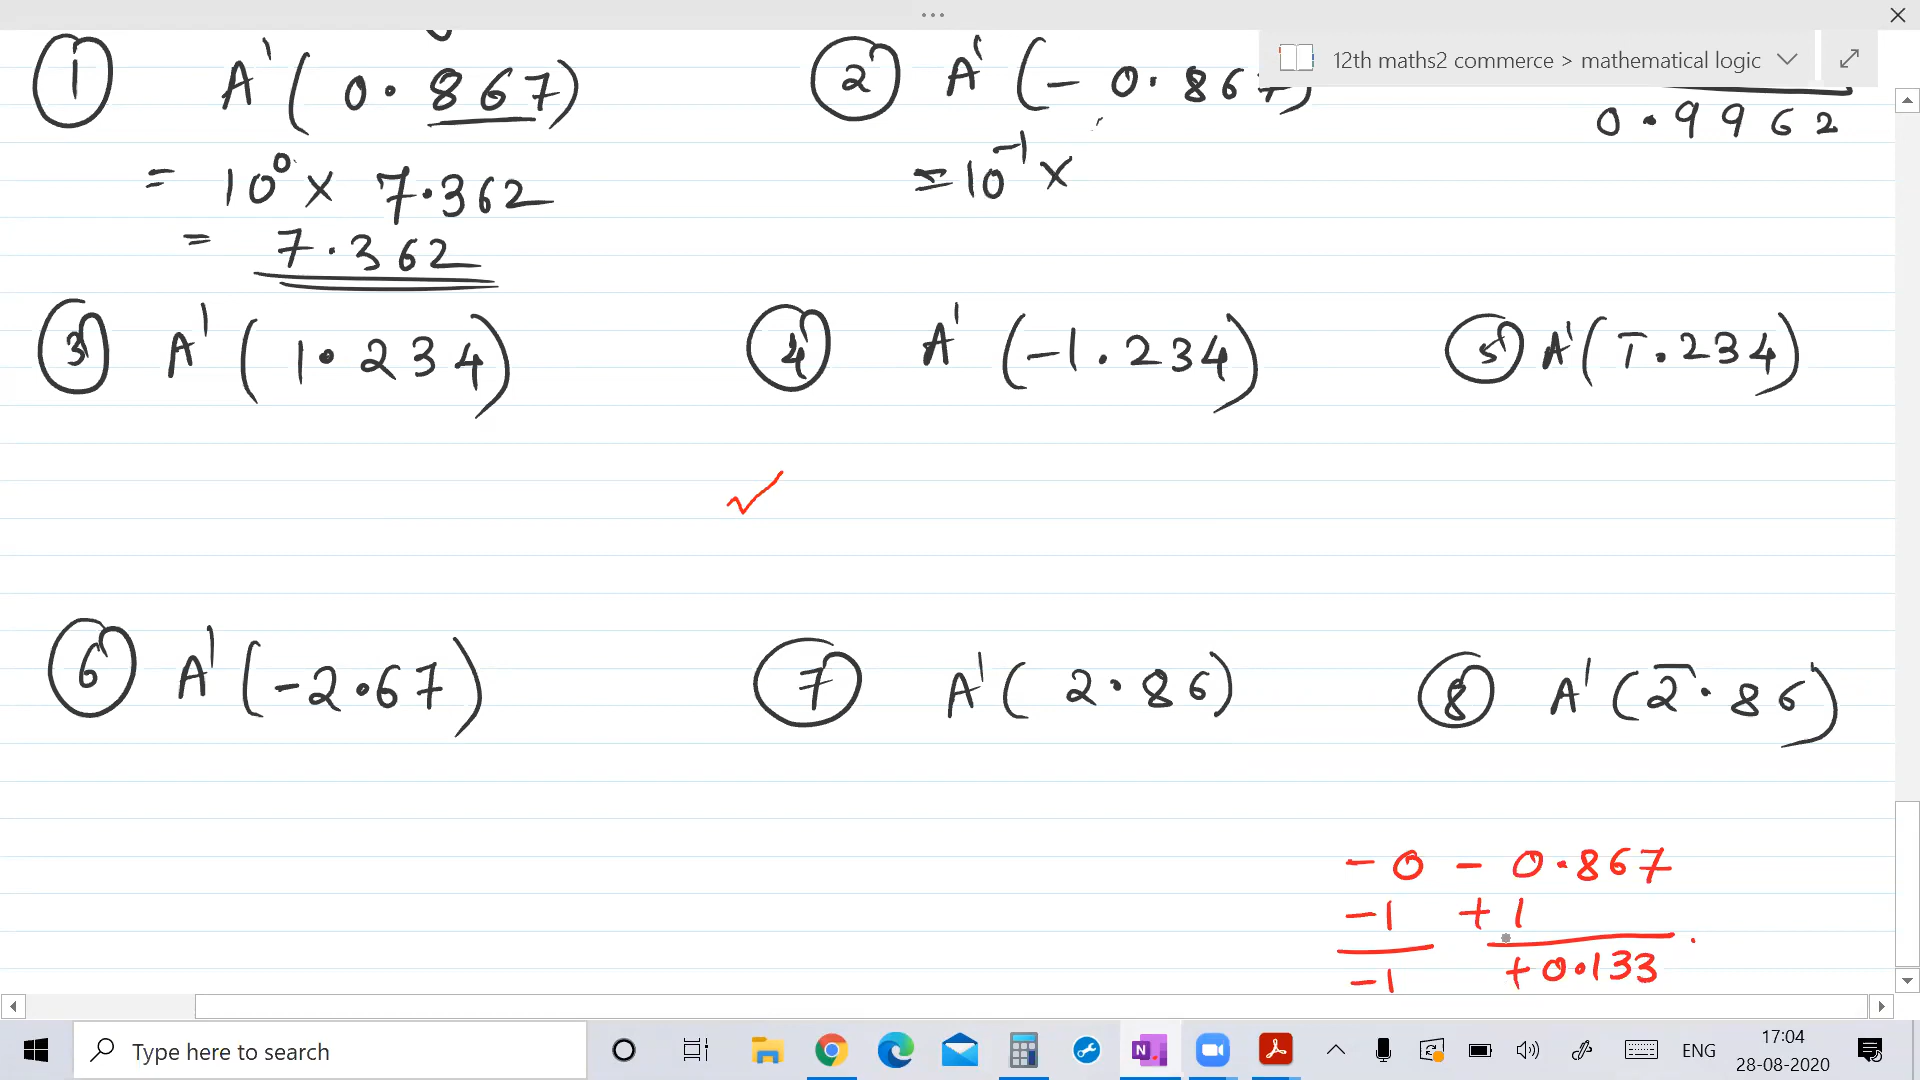 12th maths2 commerce > mathematical logic
① A'( 0.867) ② A'(- 0.867)
0.9962
= 10⁰ × 7.362 = 10⁻¹ ×
= 7.362
③ A'( 1.234) ④ A'(-1.234) ⑤ A'(1̅.234)
✓
⑥ A'(-2.67) ⑦ A'( 2.86) ⑧ A'(2̅.86)
- 0 - 0.867
-1 + 1
-1 +0.133
Type here to search
ENG
17:04
28-08-2020